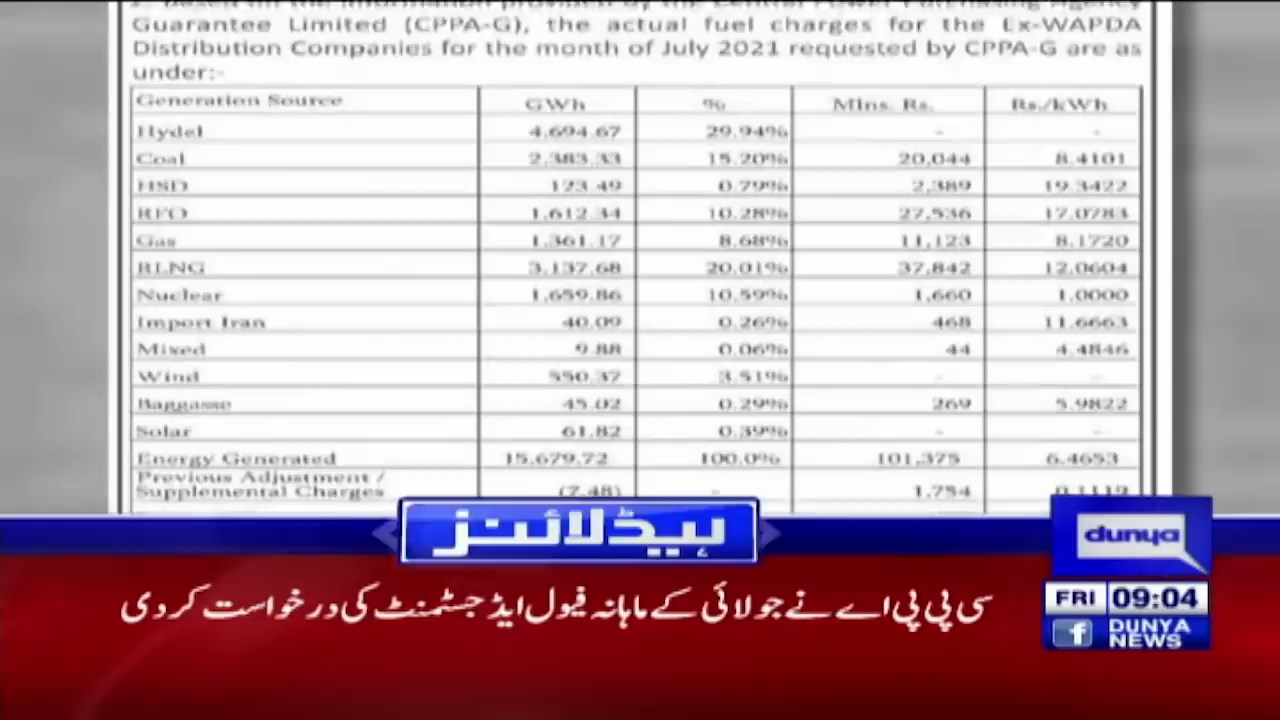 Guarantee Limited (CPPA-G), the actual fuel charges for the Ex-WAPDA
Distribution Companies for the month of July 2021 requested by CPPA-G are as
under:-
Generation Source GWh % Mlns. Rs. Rs./kWh
Hydel 4,694.67 29.94% - -
Coal 2,383.33 15.20% 20,044 8.4101
HSD 123.49 0.79% 2,389 19.3422
RFO 1,612.34 10.28% 27,536 17.0783
Gas 1,361.17 8.68% 11,123 8.1720
RLNG 3,137.68 20.01% 37,842 12.0604
Nuclear 1,659.86 10.59% 1,660 1.0000
Import Iran 40.09 0.26% 468 11.6663
Mixed 9.88 0.06% 44 4.4846
Wind 550.37 3.51% - -
Baggasse 45.02 0.29% 269 5.9822
Solar 61.82 0.39% - -
Energy Generated 15,679.72 100.0% 101,375 6.4653
Previous Adjustment /
Supplemental Charges (7.48) - 1,754 0.1119
ہیڈلائنز
dunya
سی پی پی اے نے جولائی کے ماہانہ فیول ایڈجسٹمنٹ کی درخواست کر دی
FRI 09:04
f DUNYA
NEWS